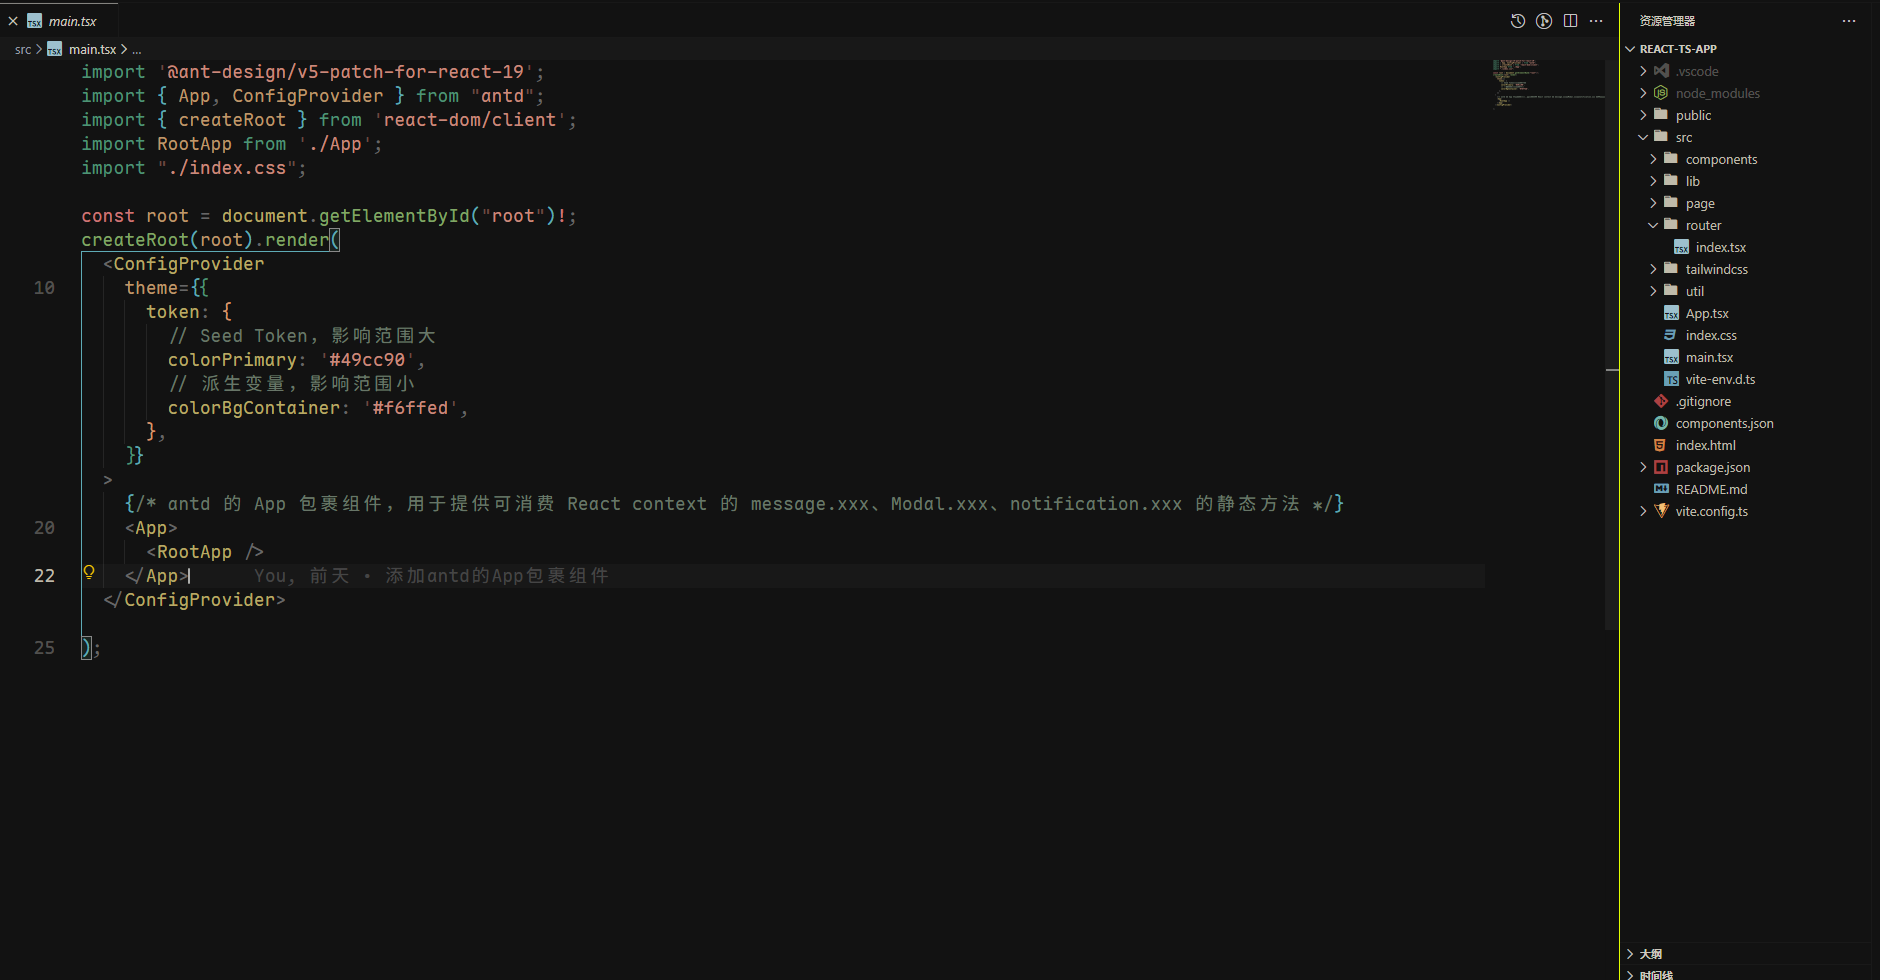 main.tsx
src > main.tsx > ...
import '@ant-design/v5-patch-for-react-19';
import { App, ConfigProvider } from "antd";
import { createRoot } from 'react-dom/client';
import RootApp from './App';
import "./index.css";
const root = document.getElementById("root")!;
createRoot(root).render(
<ConfigProvider
10 theme={{
token: {
// Seed Token，影响范围大
colorPrimary: '#49cc90',
// 派生变量，影响范围小
colorBgContainer: '#f6ffed',
},
}}
>
{/* antd 的 App 包裹组件，用于提供可消费 React context 的 message.xxx、Modal.xxx、notification.xxx 的静态方法 */}
20 <App>
<RootApp />
22 </App> You, 前天 • 添加antd的App包裹组件
</ConfigProvider>
25 );
资源管理器
REACT-TS-APP
.vscode
node_modules
public
src
components
lib
page
router
index.tsx
tailwindcss
util
App.tsx
index.css
main.tsx
vite-env.d.ts
.gitignore
components.json
index.html
package.json
README.md
vite.config.ts
大纲
时间线